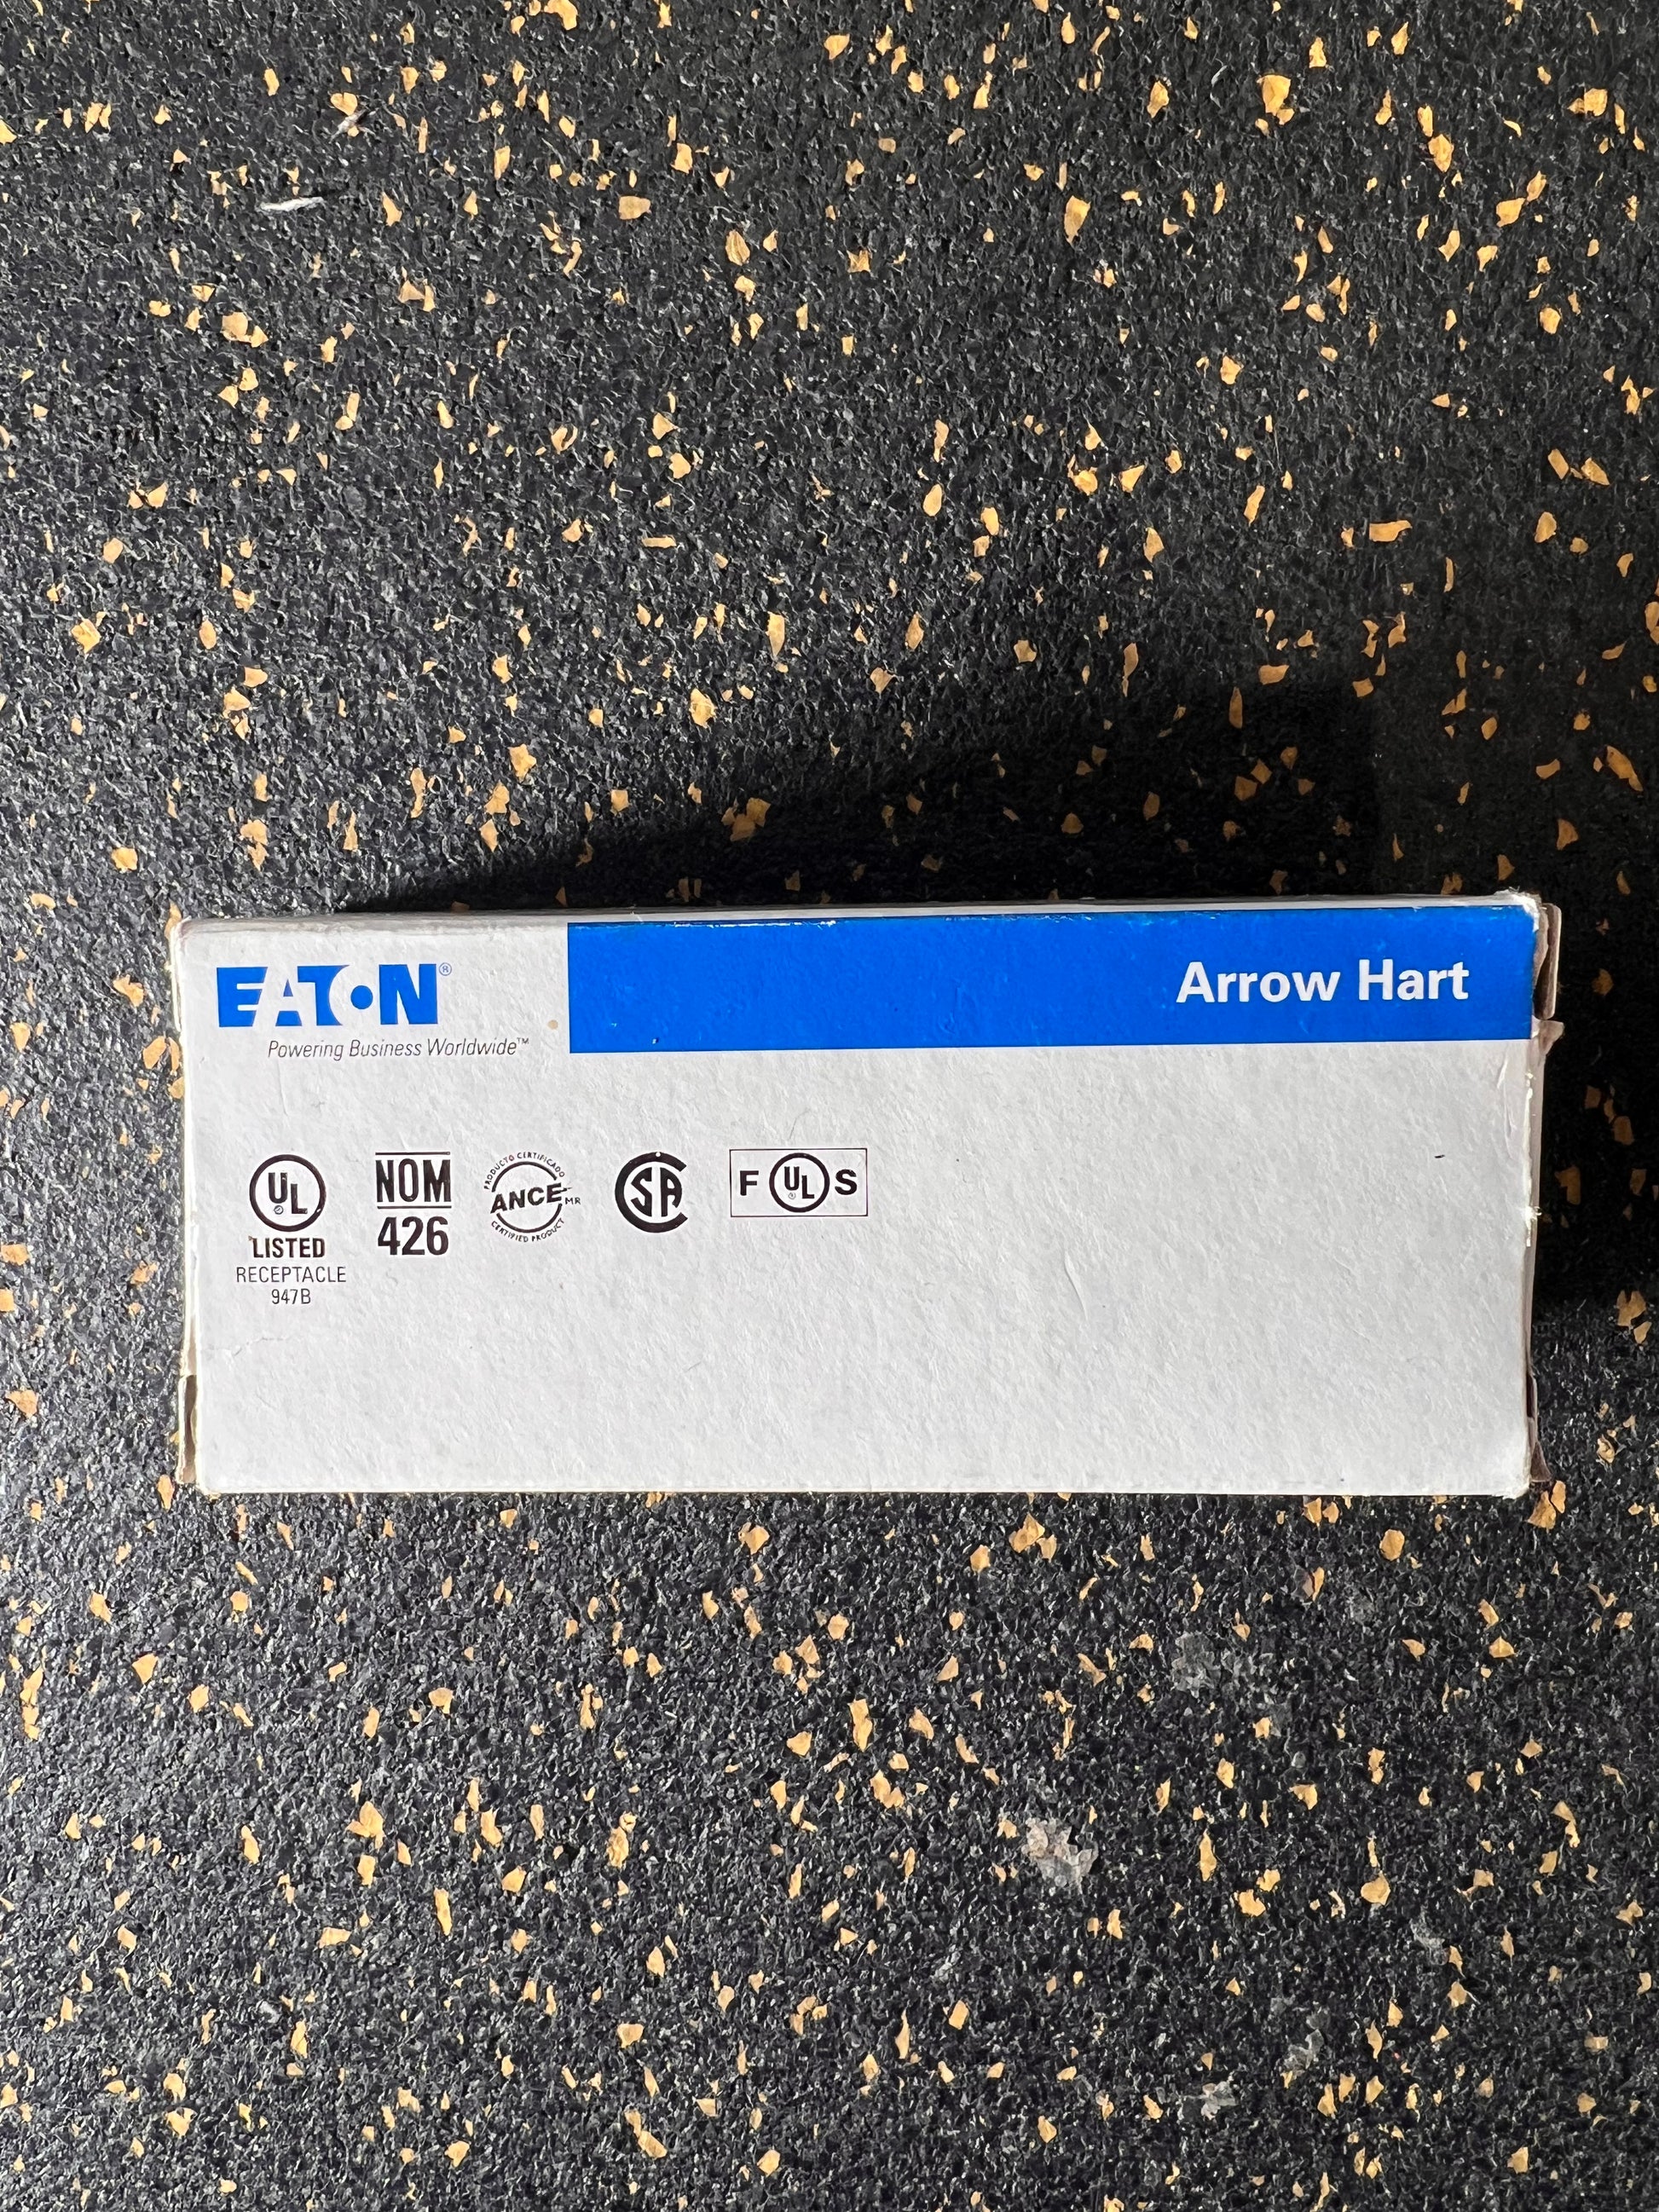 EATON®
Powering Business Worldwide™
Arrow Hart
UL
LISTED
RECEPTACLE
947B
NOM
426
PRODUCTO CERTIFICADO
ANCE MR
CERTIFIED PRODUCT
SA
F UL® S